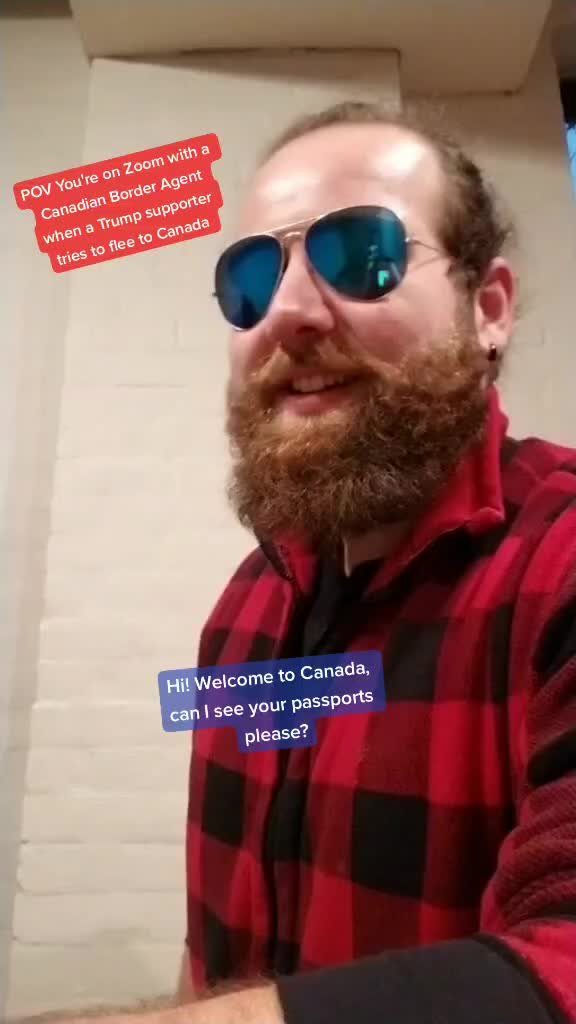 POV You're on Zoom with a
Canadian Border Agent
when a Trump supporter
tries to flee to Canada
Hi! Welcome to Canada,
can I see your passports
please?